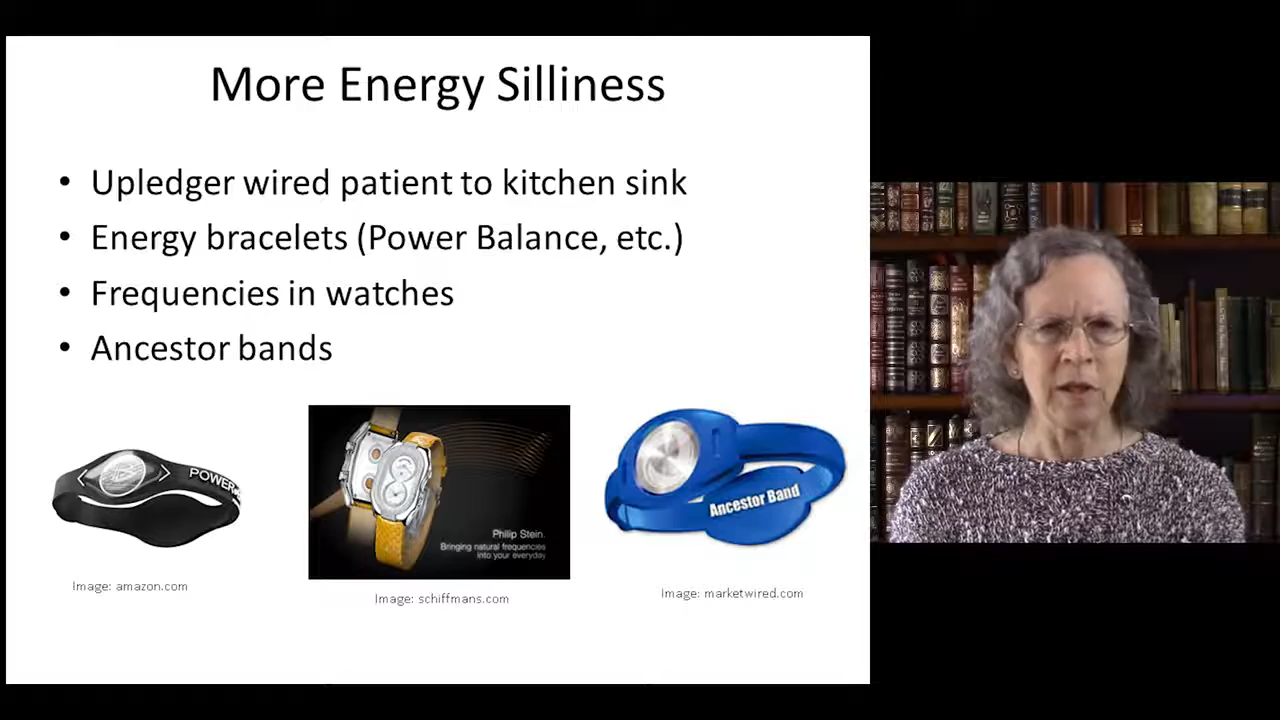 More Energy Silliness
• Upledger wired patient to kitchen sink
• Energy bracelets (Power Balance, etc.)
• Frequencies in watches
• Ancestor bands
POWER
Philip Stein.
Bringing natural frequencies
into your everyday
Ancestor Band
Image: amazon.com
Image: schiffmans.com
Image: marketwired.com